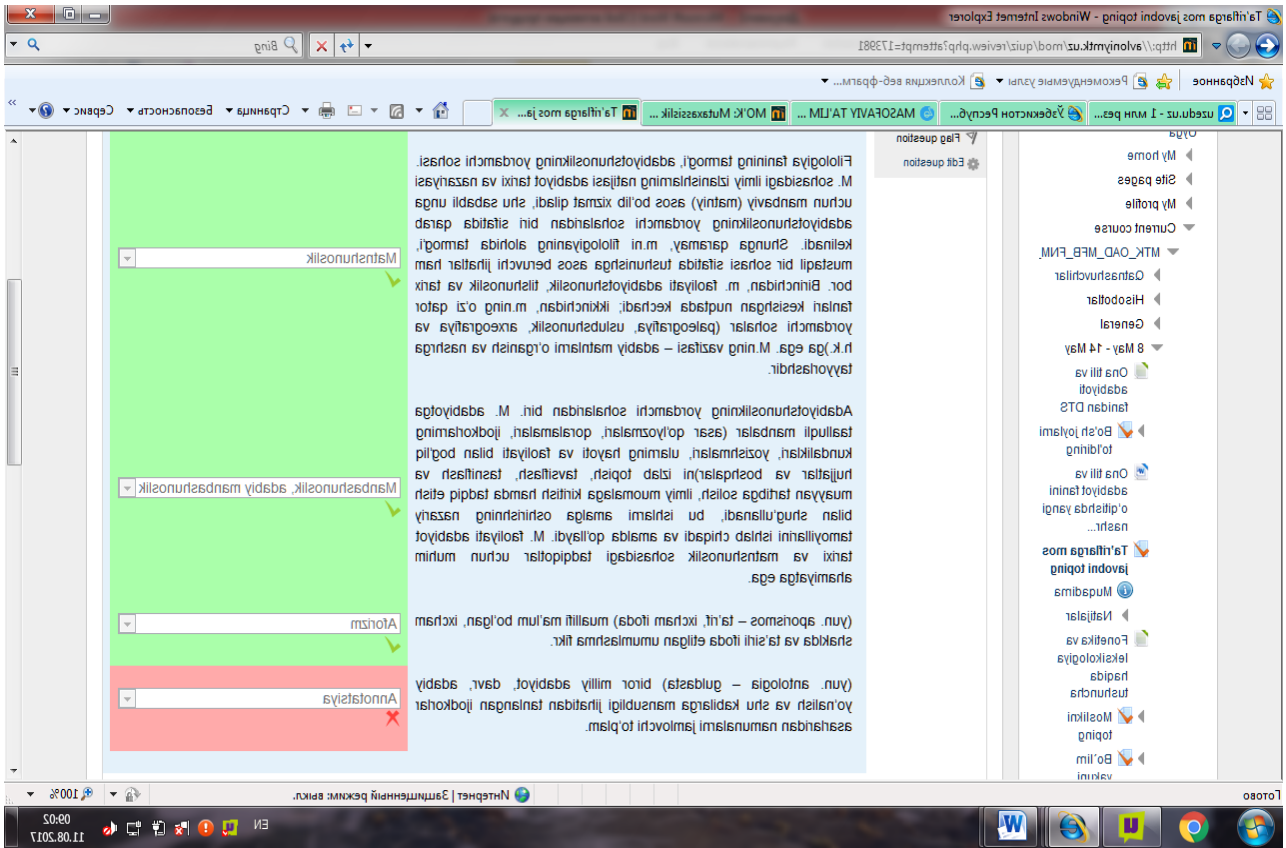 Ta'riflarga mos javobni toping - Windows Internet Explorer
http://avloniymtk.uz/mod/quiz/review.php?attempt=173981
Bing
Избранное
Рекомендуемые узлы
Коллекция веб-фрагм...
uzedu.uz - 1 млн рез...
Ўзбекистон Республ...
MASOFAVIY TA'LIM ...
MO'K: Mutaxassislik ...
Ta'riflarga mos ja...
Страница
Безопасность
Сервис
My home
Site pages
My profile
Current course
MTK_OAD_MFB_FNM_
Qatnashuvchilar
Hisobotlar
General
8 May - 14 May
Ona tili va
adabiyoti
fanidan DTS
Bo'sh joylarni
to'ldiring
Ona tili va
adabiyot fanini
o'qitishda yangi
nashr...
Ta'riflarga mos
javobni toping
Muqadima
Natijalar
Fonetika va
leksikologiya
haqida
tushuncha
Moslikni
toping
Bo`lim
yakuni
Flag question
Edit question
Filologiya fanining tarmog'i, adabiyotshunoslikning yordamchi sohasi.
M. sohasidagi ilmiy izlanishlarning natijasi adabiyot tarixi va nazariyasi
uchun manbaviy (matniy) asos bo'lib xizmat qiladi, shu sababli unga
adabiyotshunoslikning yordamchi sohalaridan biri sifatida qarab
kelinadi. Shunga qaramay, m.ni filologiyaning alohida tarmog'i,
mustaqil bir sohasi sifatida tushunishga asos beruvchi jihatlar ham
bor. Birinchidan, m. faoliyati adabiyotshunoslik, tilshunoslik va tarix
fanlari kesishgan nuqtada kechadi; ikkinchidan, m.ning o'zi qator
yordamchi sohalar (paleografiya, uslubshunoslik, arxeografiya va
h.k.)ga ega. M.ning vazifasi – adabiy matnlarni o'rganish va nashrga
tayyorlashdir.
Matnshunoslik
Adabiyotshunoslikning yordamchi sohalaridan biri. M. adabiyotga
taalluqli manbalar (asar qo'lyozmalari, qoralamalari, ijodkorlarning
kundaliklari, yozishmalari, ularning hayoti va faoliyati bilan bog'liq
hujjatlar va boshqalar)ni izlab topish, tavsiflash, tasniflash va
muayyan tartibga solish, ilmiy muomalaga kiritish hamda tadqiq etish
bilan shug'ullanadi, bu ishlarni amalga oshirishning nazariy
tamoyillarini ishlab chiqadi va amalda qo'llaydi. M. faoliyati adabiyot
tarixi va matnshunoslik sohasidagi tadqiqotlar uchun muhim
ahamiyatga ega.
Manbashunoslik, adabiy manbashunoslik
(yun. aporismos – ta'rif, ixcham ifoda) muallifi ma'lum bo'lgan, ixcham
shaklda va ta'sirli ifoda etilgan umumlashma fikr.
Aforizm
(yun. antologia – guldasta) biror milliy adabiyot, davr, adabiy
yo'nalish va shu kabilarga mansubligi jihatidan tanlangan ijodkorlar
asarlaridan namunalarni jamlovchi to'plam.
Annotatsiya
Готово
Интернет | Защищенный режим: выкл.
100%
EN
09:02
11.08.2017